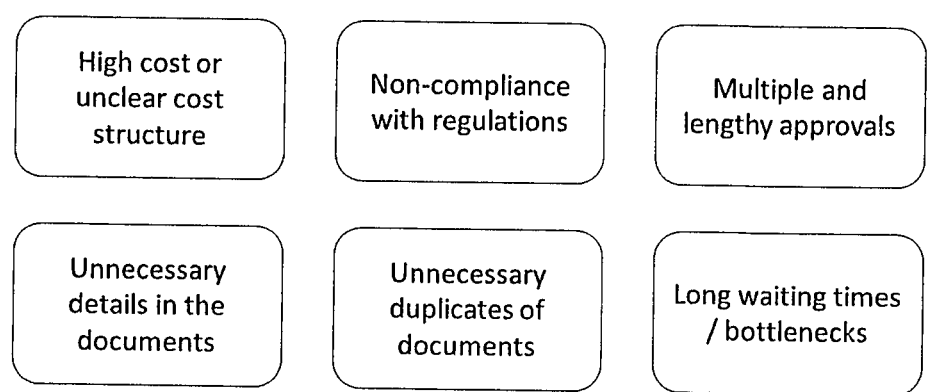 High cost or
unclear cost
structure
Non-compliance
with regulations
Multiple and
lengthy approvals
Unnecessary
details in the
documents
Unnecessary
duplicates of
documents
Long waiting times
/ bottlenecks